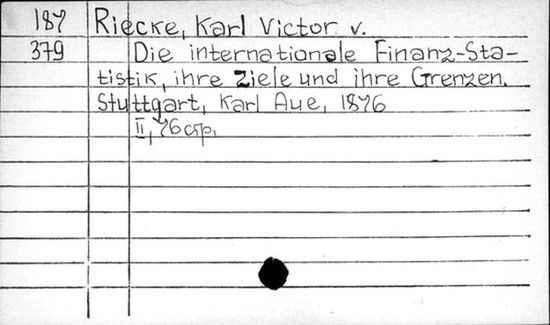 187 Riecke, Karl Victor v.
379 Die internationale Finanz-Sta-
tistik, ihre Ziele und ihre Grenzen.
Stuttgart, Karl Aue, 1876
II, 76 стр.